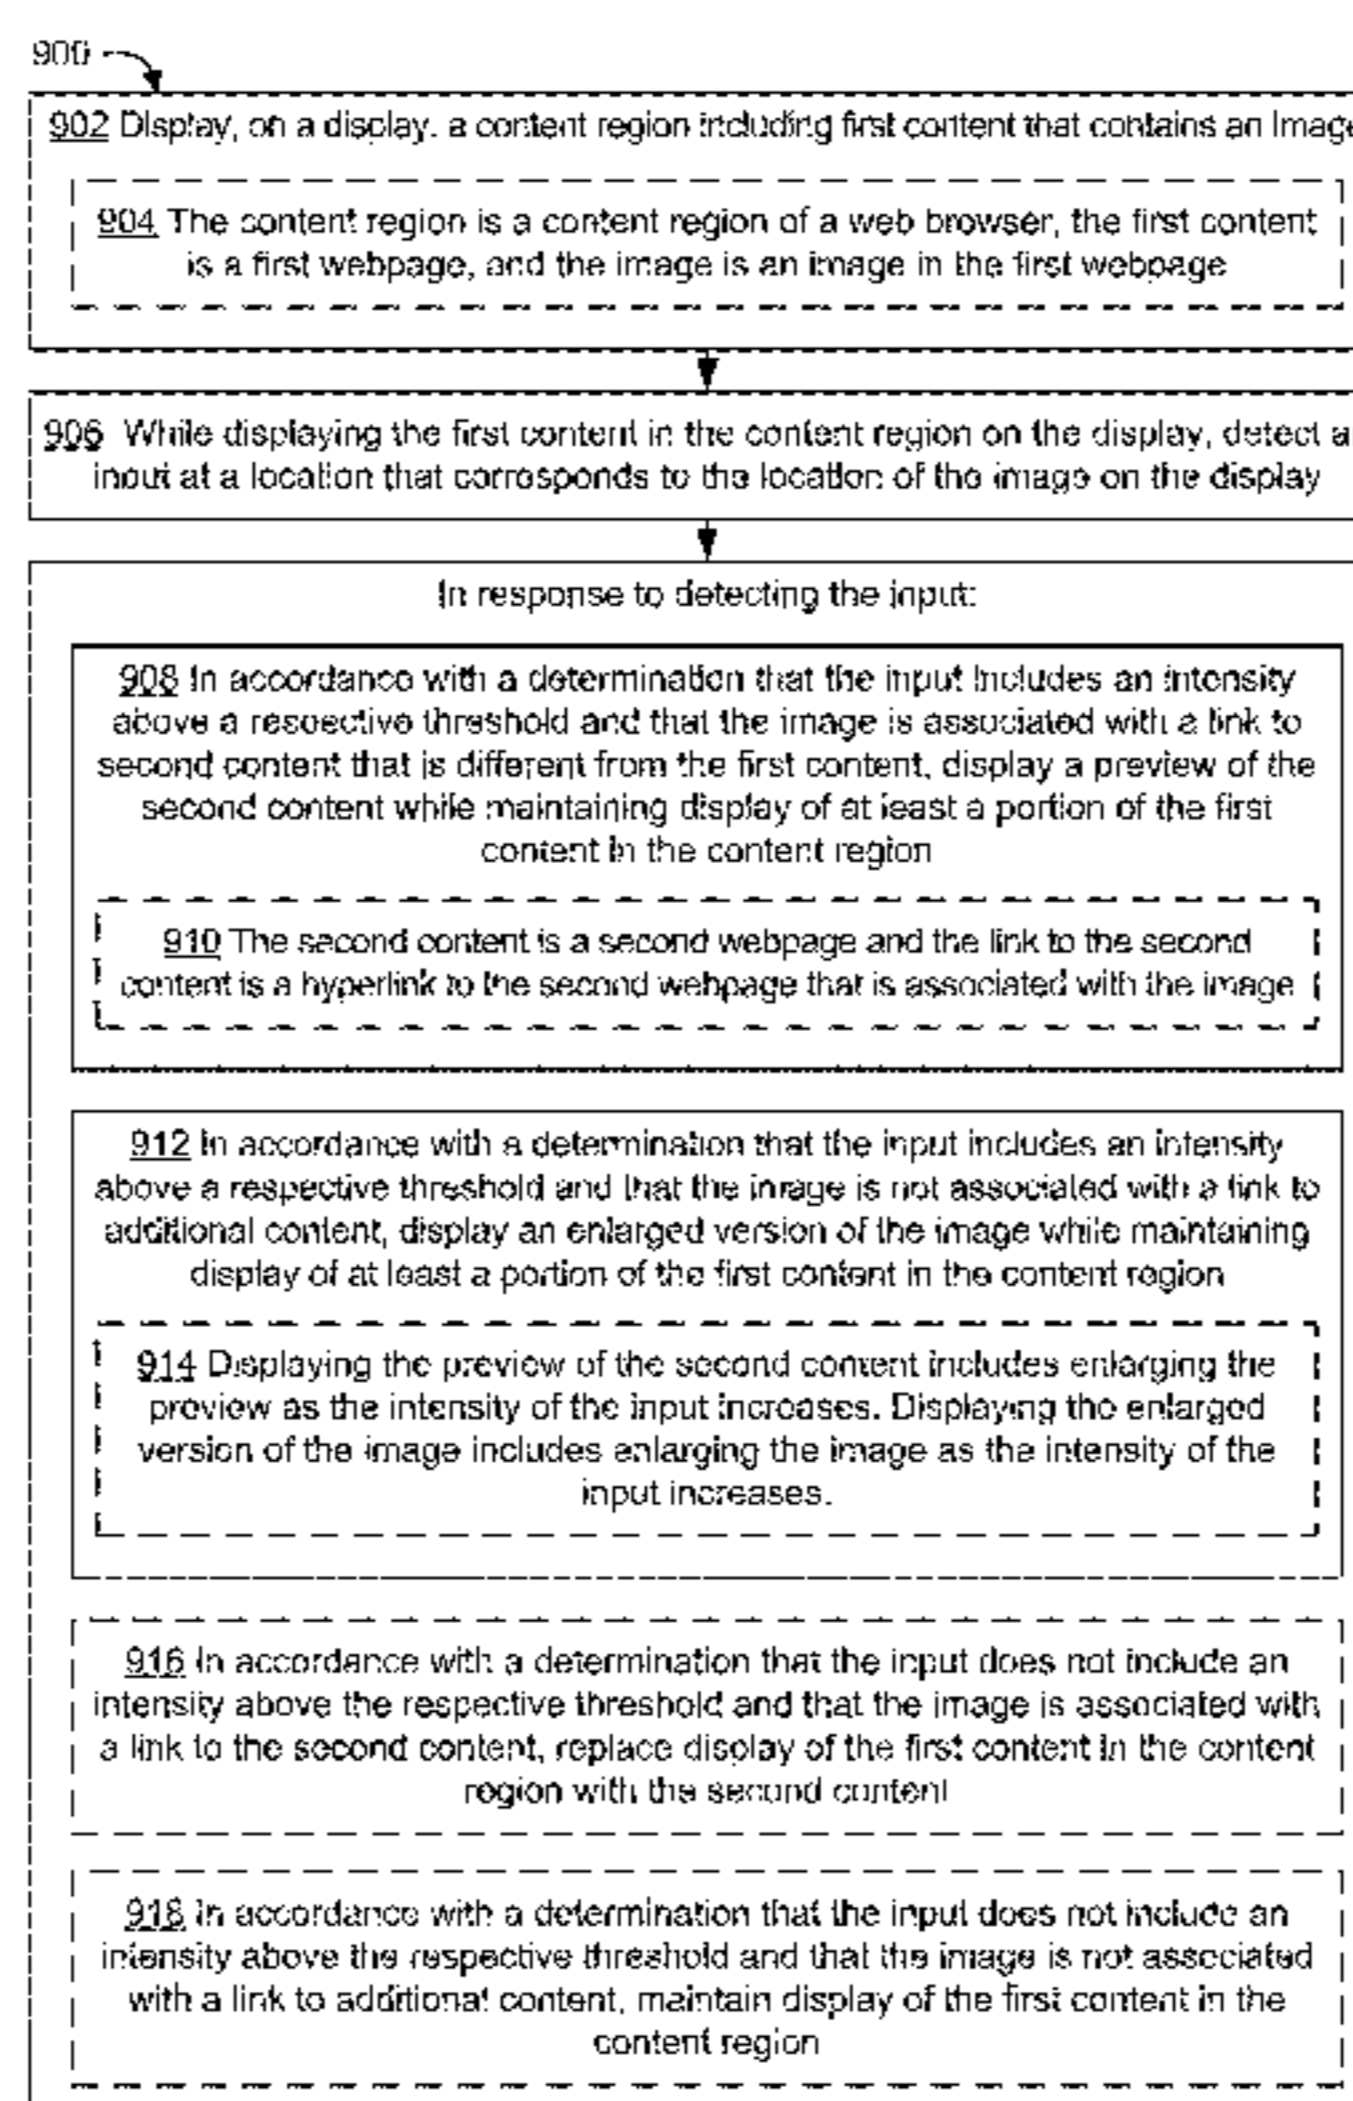 900
902 Display, on a display, a content region including first content that contains an image
904 The content region is a content region of a web browser, the first content
is a first webpage, and the image is an image in the first webpage
906 While displaying the first content in the content region on the display, detect a
input at a location that corresponds to the location of the image on the display
In response to detecting the input:
908 In accordance with a determination that the input includes an intensity
above a respective threshold and that the image is associated with a link to
second content that is different from the first content, display a preview of the
second content while maintaining display of at least a portion of the first
content in the content region
910 The second content is a second webpage and the link to the second
content is a hyperlink to the second webpage that is associated with the image
912 In accordance with a determination that the input includes an intensity
above a respective threshold and that the image is not associated with a link to
additional content, display an enlarged version of the image while maintaining
display of at least a portion of the first content in the content region
914 Displaying the preview of the second content includes enlarging the
preview as the intensity of the input increases. Displaying the enlarged
version of the image includes enlarging the image as the intensity of the
input increases.
916 In accordance with a determination that the input does not include an
intensity above the respective threshold and that the image is associated with
a link to the second content, replace display of the first content in the content
region with the second content
918 In accordance with a determination that the input does not include an
intensity above the respective threshold and that the image is not associated
with a link to additional content, maintain display of the first content in the
content region